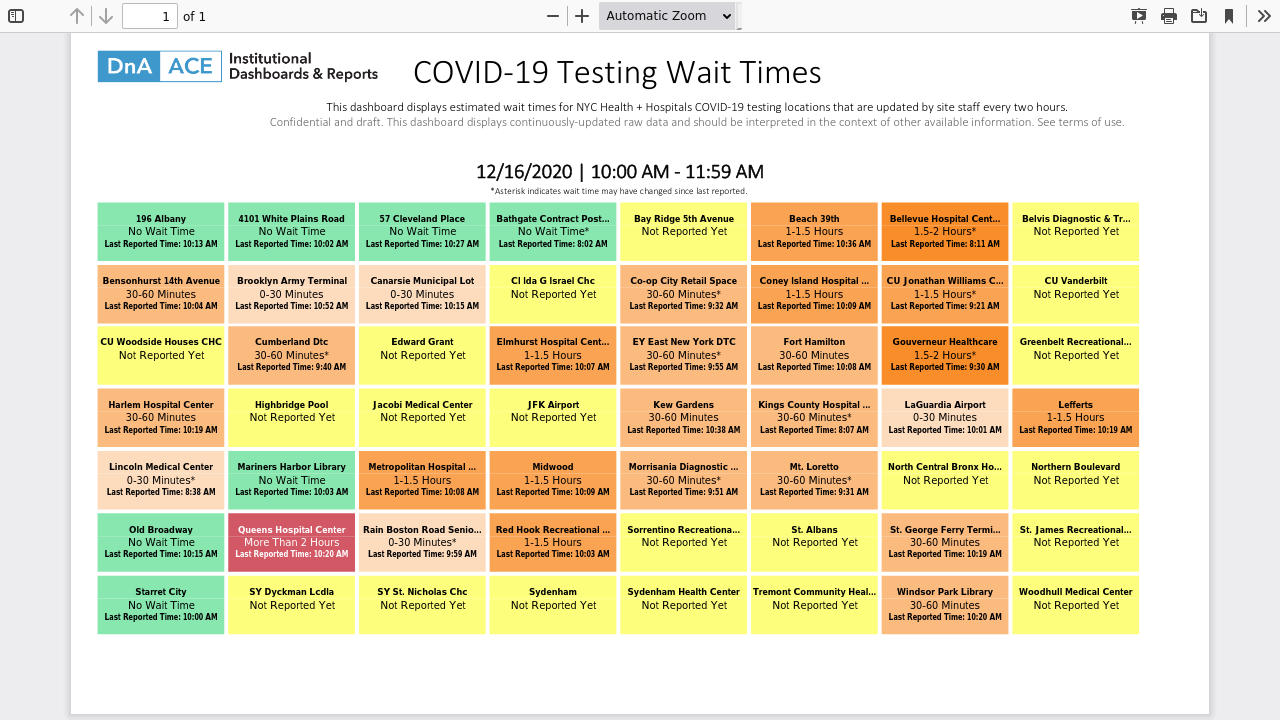 1 of 1 Automatic Zoom
DnA ACE Institutional Dashboards & Reports
COVID-19 Testing Wait Times
This dashboard displays estimated wait times for NYC Health + Hospitals COVID-19 testing locations that are updated by site staff every two hours.
Confidential and draft. This dashboard displays continuously-updated raw data and should be interpreted in the context of other available information. See terms of use.
12/16/2020 | 10:00 AM - 11:59 AM
*Asterisk indicates wait time may have changed since last reported.
196 Albany
No Wait Time
Last Reported Time: 10:13 AM
4101 White Plains Road
No Wait Time
Last Reported Time: 10:02 AM
57 Cleveland Place
No Wait Time
Last Reported Time: 10:27 AM
Bathgate Contract Post...
No Wait Time*
Last Reported Time: 8:02 AM
Bay Ridge 5th Avenue
Not Reported Yet
Beach 39th
1-1.5 Hours
Last Reported Time: 10:36 AM
Bellevue Hospital Cent...
1.5-2 Hours*
Last Reported Time: 8:11 AM
Belvis Diagnostic & Tr...
Not Reported Yet
Bensonhurst 14th Avenue
30-60 Minutes
Last Reported Time: 10:04 AM
Brooklyn Army Terminal
0-30 Minutes
Last Reported Time: 10:52 AM
Canarsie Municipal Lot
0-30 Minutes
Last Reported Time: 10:15 AM
Cl Ida G Israel Chc
Not Reported Yet
Co-op City Retail Space
30-60 Minutes*
Last Reported Time: 9:32 AM
Coney Island Hospital ...
1-1.5 Hours
Last Reported Time: 10:09 AM
CU Jonathan Williams C...
1-1.5 Hours*
Last Reported Time: 9:21 AM
CU Vanderbilt
Not Reported Yet
CU Woodside Houses CHC
Not Reported Yet
Cumberland Dtc
30-60 Minutes*
Last Reported Time: 9:40 AM
Edward Grant
Not Reported Yet
Elmhurst Hospital Cent...
1-1.5 Hours
Last Reported Time: 10:07 AM
EY East New York DTC
30-60 Minutes*
Last Reported Time: 9:55 AM
Fort Hamilton
30-60 Minutes
Last Reported Time: 10:08 AM
Gouverneur Healthcare
1.5-2 Hours*
Last Reported Time: 9:30 AM
Greenbelt Recreational...
Not Reported Yet
Harlem Hospital Center
30-60 Minutes
Last Reported Time: 10:19 AM
Highbridge Pool
Not Reported Yet
Jacobi Medical Center
Not Reported Yet
JFK Airport
Not Reported Yet
Kew Gardens
30-60 Minutes
Last Reported Time: 10:38 AM
Kings County Hospital ...
30-60 Minutes*
Last Reported Time: 8:07 AM
LaGuardia Airport
0-30 Minutes
Last Reported Time: 10:01 AM
Lefferts
1-1.5 Hours
Last Reported Time: 10:19 AM
Lincoln Medical Center
0-30 Minutes*
Last Reported Time: 8:38 AM
Mariners Harbor Library
No Wait Time
Last Reported Time: 10:03 AM
Metropolitan Hospital ...
1-1.5 Hours
Last Reported Time: 10:08 AM
Midwood
1-1.5 Hours
Last Reported Time: 10:09 AM
Morrisania Diagnostic ...
30-60 Minutes*
Last Reported Time: 9:51 AM
Mt. Loretto
30-60 Minutes*
Last Reported Time: 9:31 AM
North Central Bronx Ho...
Not Reported Yet
Northern Boulevard
Not Reported Yet
Old Broadway
No Wait Time
Last Reported Time: 10:15 AM
Queens Hospital Center
More Than 2 Hours
Last Reported Time: 10:20 AM
Rain Boston Road Senio...
0-30 Minutes*
Last Reported Time: 9:59 AM
Red Hook Recreational ...
1-1.5 Hours
Last Reported Time: 10:03 AM
Sorrentino Recreationa...
Not Reported Yet
St. Albans
Not Reported Yet
St. George Ferry Termi...
30-60 Minutes
Last Reported Time: 10:19 AM
St. James Recreational...
Not Reported Yet
Starret City
No Wait Time
Last Reported Time: 10:00 AM
SY Dyckman Lcdla
Not Reported Yet
SY St. Nicholas Chc
Not Reported Yet
Sydenham
Not Reported Yet
Sydenham Health Center
Not Reported Yet
Tremont Community Heal...
Not Reported Yet
Windsor Park Library
30-60 Minutes
Last Reported Time: 10:20 AM
Woodhull Medical Center
Not Reported Yet